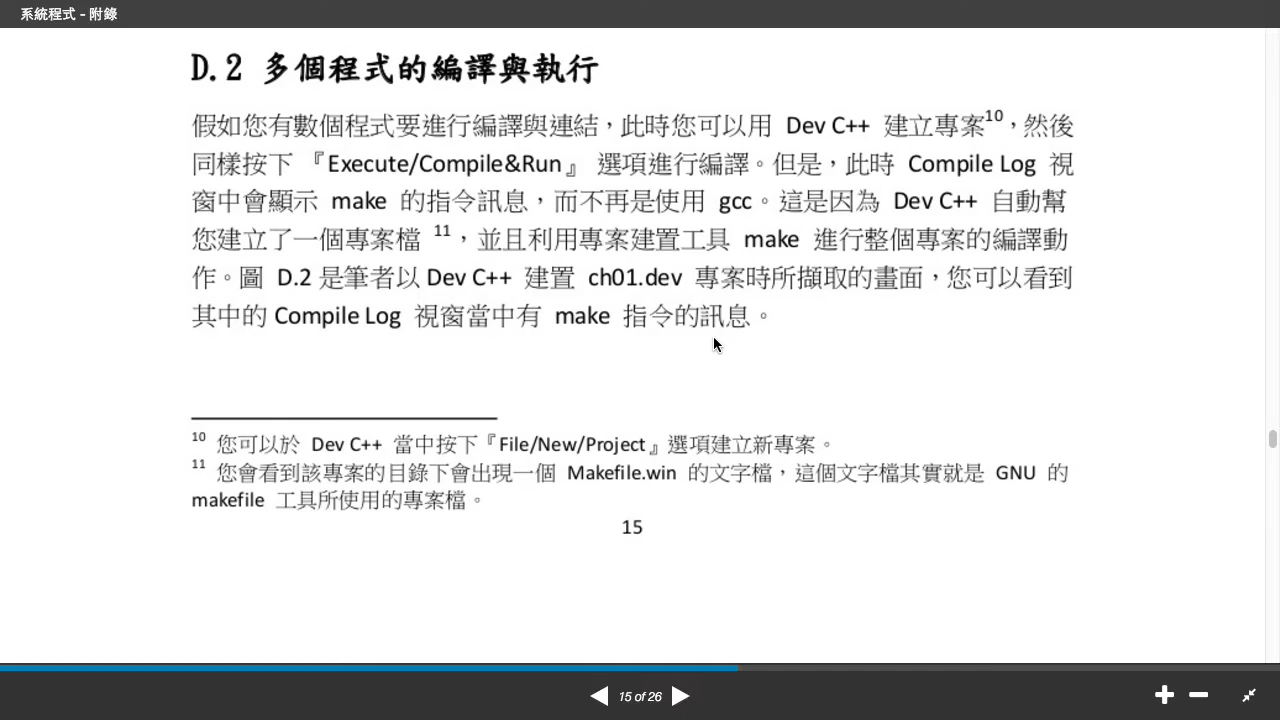 系統程式 - 附錄
D.2 多個程式的編譯與執行
假如您有數個程式要進行編譯與連結，此時您可以用 Dev C++ 建立專案10，然後
同樣按下『Execute/Compile&Run』 選項進行編譯。但是，此時 Compile Log 視
窗中會顯示 make 的指令訊息，而不再是使用 gcc。這是因為 Dev C++ 自動幫
您建立了一個專案檔 11，並且利用專案建置工具 make 進行整個專案的編譯動
作。圖 D.2 是筆者以 Dev C++ 建置 ch01.dev 專案時所擷取的畫面，您可以看到
其中的 Compile Log 視窗當中有 make 指令的訊息。
10 您可以於 Dev C++ 當中按下『File/New/Project』選項建立新專案。
11 您會看到該專案的目錄下會出現一個 Makefile.win 的文字檔，這個文字檔其實就是 GNU 的
makefile 工具所使用的專案檔。
15
15 of 26